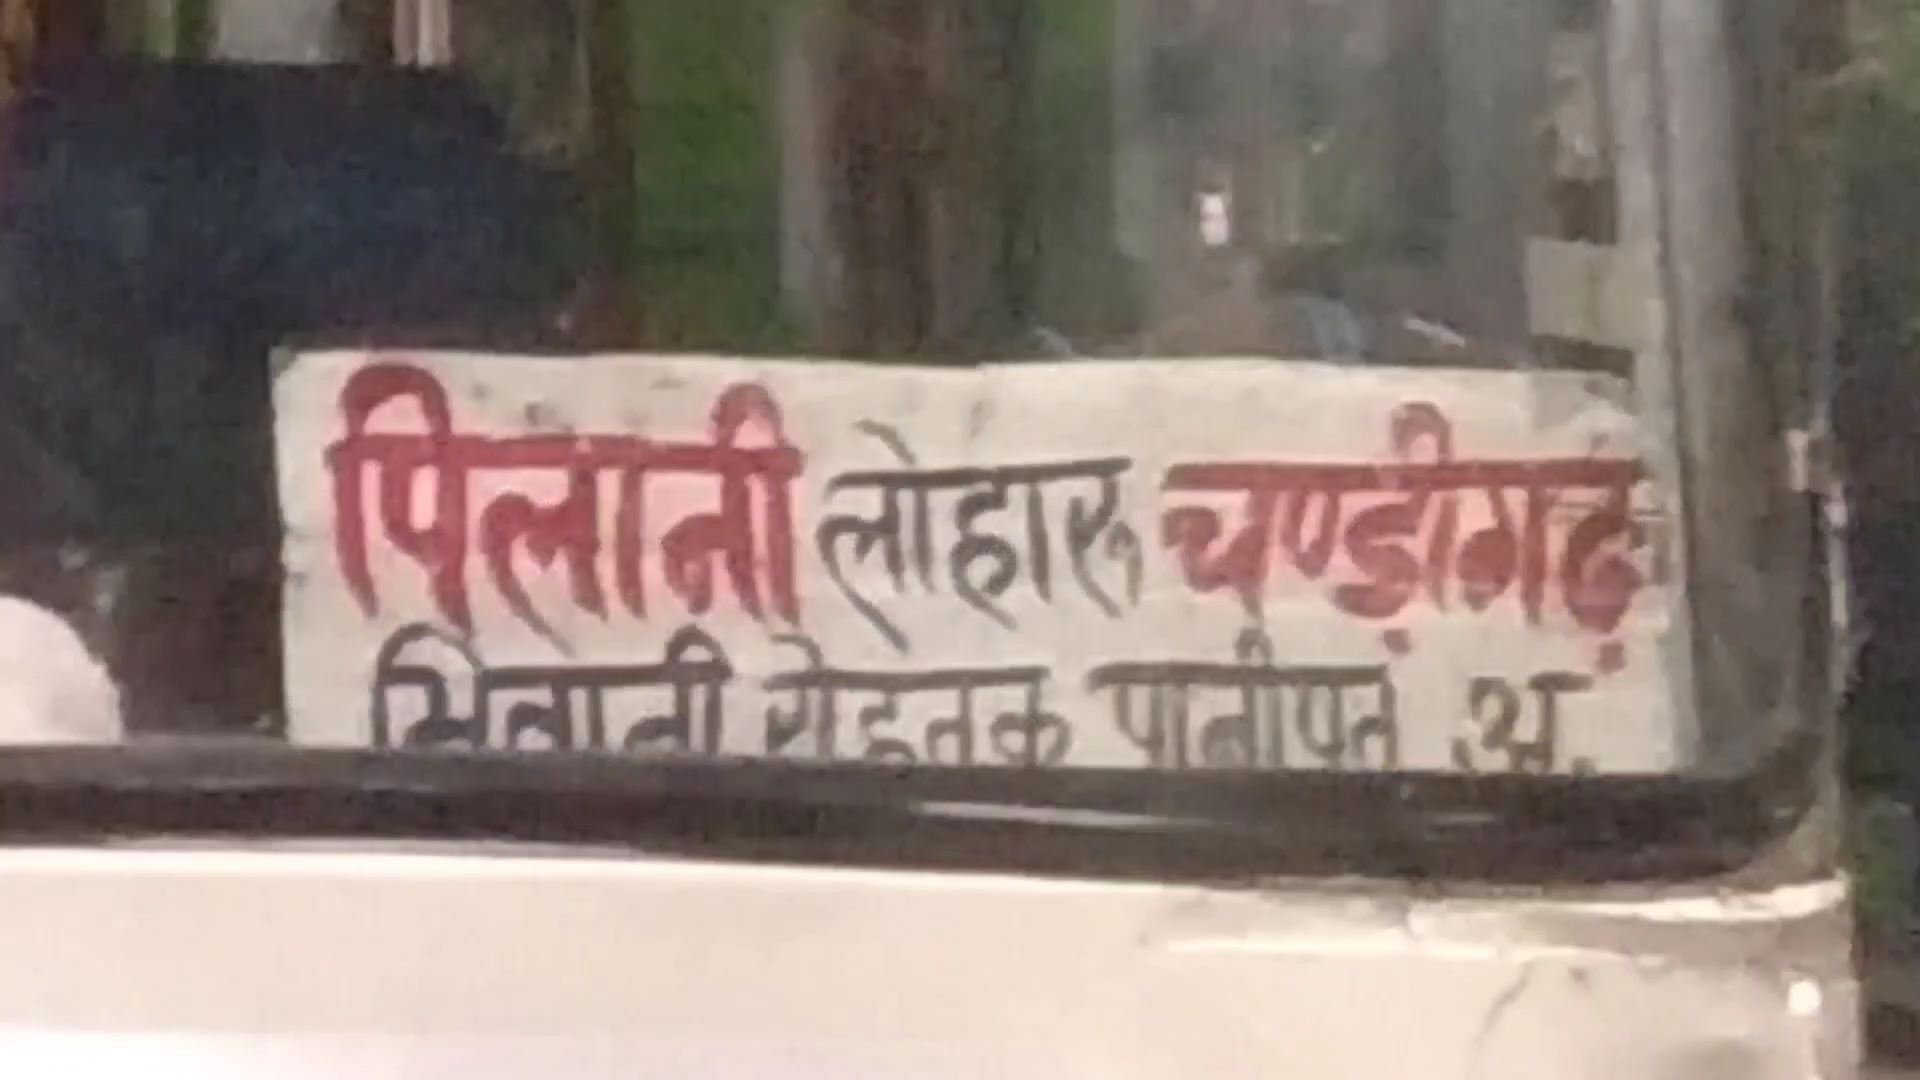 पिलानी लोहारू चण्ड़ीगढ़
भिवानी रोहतक पानीपत अ.